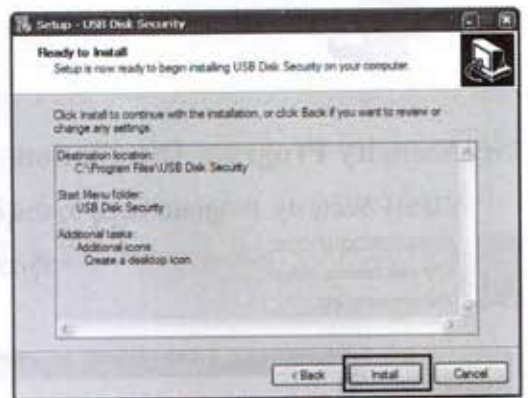 Setup - USB Disk Security
Ready to Install
Setup is now ready to begin installing USB Disk Security on your computer.
Click Install to continue with the installation, or click Back if you want to review or
change any settings.
Destination location:
C:\Program Files\USB Disk Security
Start Menu folder:
USB Disk Security
Additional tasks:
Additional icons:
Create a desktop icon
< Back
Install
Cancel